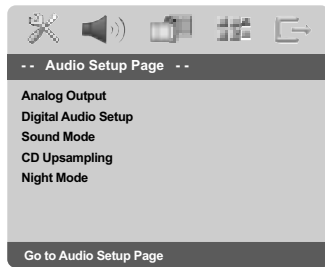 - -  Audio Setup Page  - -
Analog Output
Digital Audio Setup
Sound Mode
CD Upsampling
Night Mode
Go to Audio Setup Page